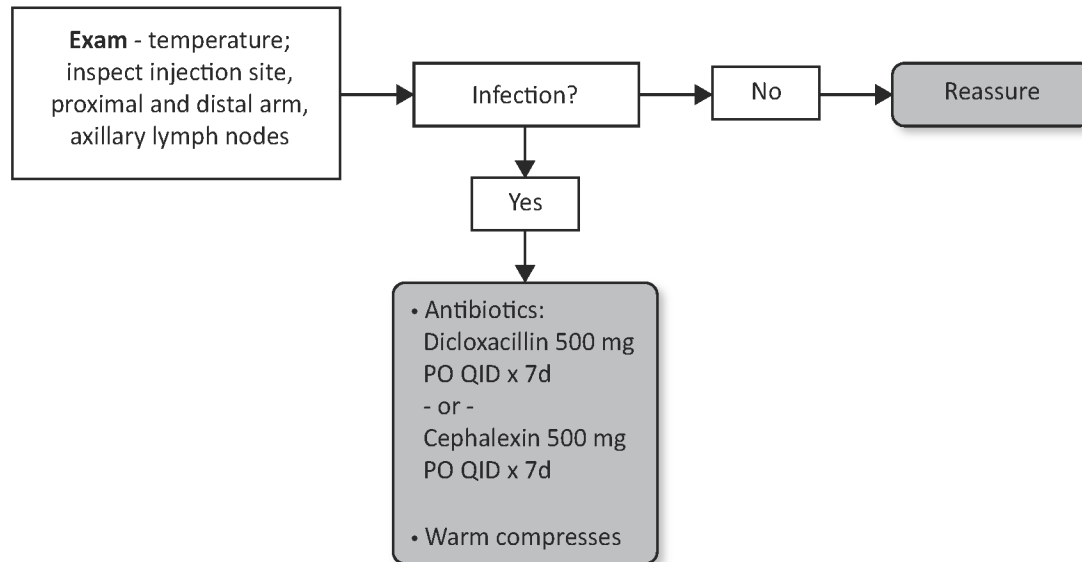 Exam - temperature;
inspect injection site,
proximal and distal arm,
axillary lymph nodes
Infection?
No
Reassure
Yes
• Antibiotics:
Dicloxacillin 500 mg
PO QID x 7d
- or -
Cephalexin 500 mg
PO QID x 7d
• Warm compresses